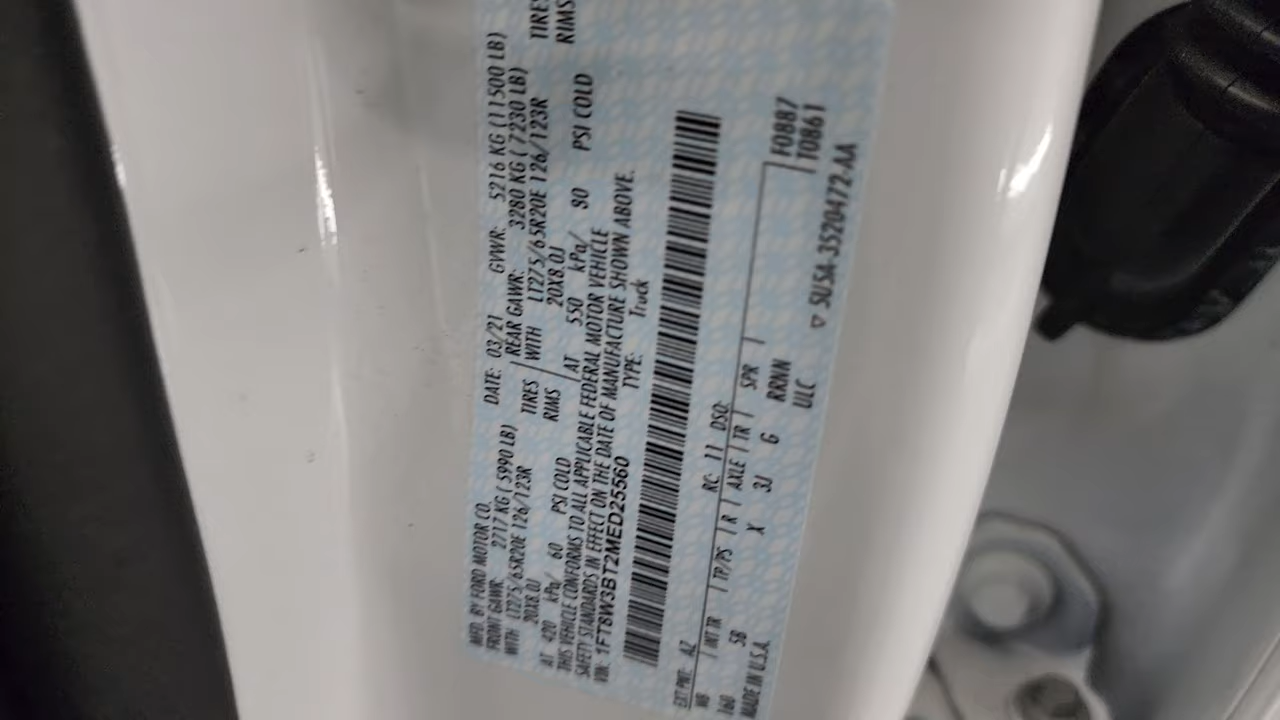 MFD. BY FORD MOTOR CO.
DATE: 03/21 GVWR: 5216 KG (11500 LB)
FRONT GAWR: 2717 KG (5990 LB)
REAR GAWR: 3280 KG (7230 LB)
WITH LT275/65R20E 126/123R TIRES
WITH LT275/65R20E 126/123R TIRES
20X8.0J RIMS
20X8.0J RIMS
AT 420 kPa/ 60 PSI COLD
AT 550 kPa/ 80 PSI COLD
THIS VEHICLE CONFORMS TO ALL APPLICABLE FEDERAL MOTOR VEHICLE
SAFETY STANDARDS IN EFFECT ON THE DATE OF MANUFACTURE SHOWN ABOVE.
VIN: 1FT8W3BT2MED25560
TYPE: Truck
F0887
T0861
EXT PNT: AZ RC: 11 DSO:
WB INT TR TP/PS R AXLE TR SPR
160 5B X 3J G RRNN
MADE IN U.S.A. ULC
▽ SU5A-3520472-AA